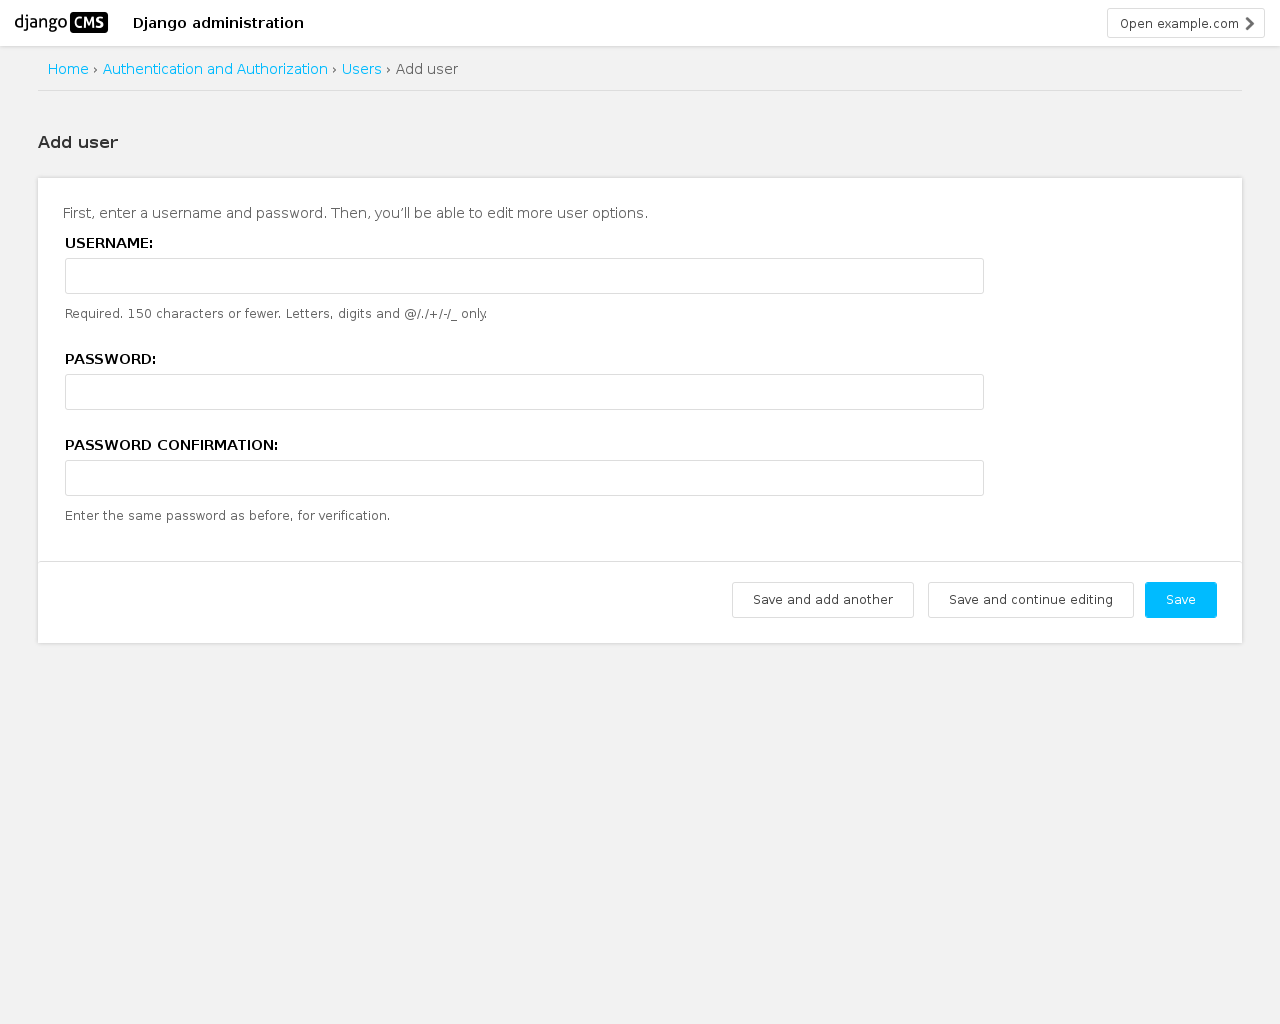 django CMS Django administration Open example.com
Home › Authentication and Authorization › Users › Add user
Add user
First, enter a username and password. Then, you’ll be able to edit more user options.
USERNAME:
Required. 150 characters or fewer. Letters, digits and @/./+/-/_ only.
PASSWORD:
PASSWORD CONFIRMATION:
Enter the same password as before, for verification.
Save and add another Save and continue editing Save